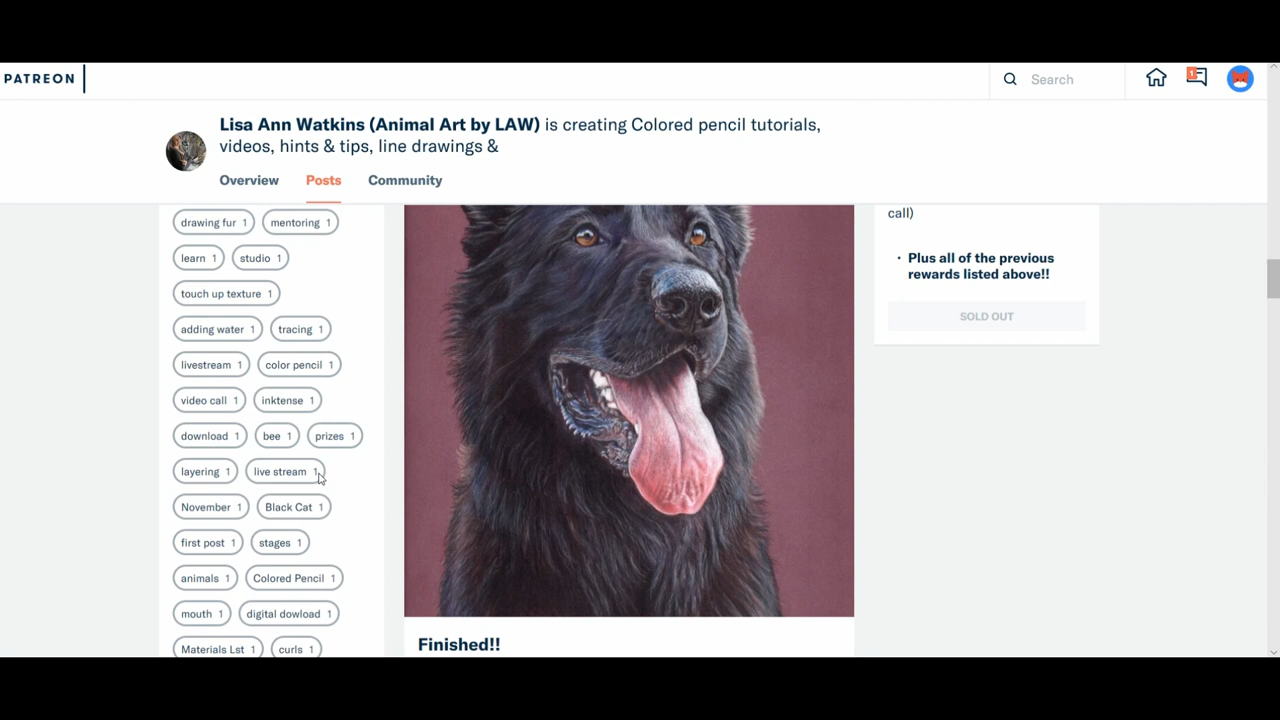 PATREON
Search
1
Lisa Ann Watkins (Animal Art by LAW) is creating Colored pencil tutorials,
videos, hints & tips, line drawings &
Overview Posts Community
drawing fur 1 mentoring 1
learn 1 studio 1
touch up texture 1
adding water 1 tracing 1
livestream 1 color pencil 1
video call 1 inktense 1
download 1 bee 1 prizes 1
layering 1 live stream 1
November 1 Black Cat 1
first post 1 stages 1
animals 1 Colored Pencil 1
mouth 1 digital dowload 1
Materials Lst 1 curls 1
Finished!!
call)
· Plus all of the previous
rewards listed above!!
SOLD OUT